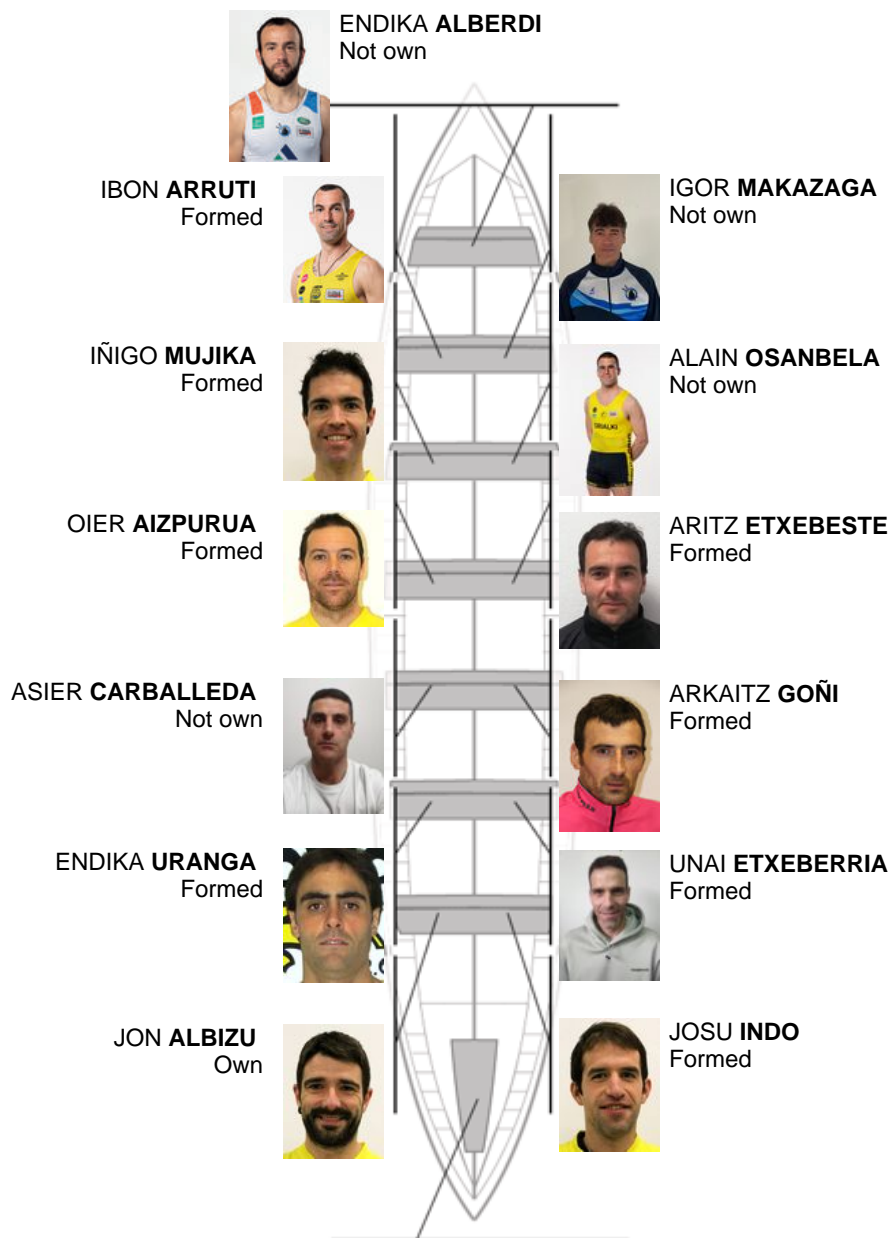 ENDIKA ALBERDI
Not own
IBON ARRUTI
Formed
IGOR MAKAZAGA
Not own
IÑIGO MUJIKA
Formed
ALAIN OSANBELA
Not own
OIER AIZPURUA
Formed
ARITZ ETXEBESTE
Formed
ASIER CARBALLEDA
Not own
ARKAITZ GOÑI
Formed
ENDIKA URANGA
Formed
UNAI ETXEBERRIA
Formed
JON ALBIZU
Own
JOSU INDO
Formed